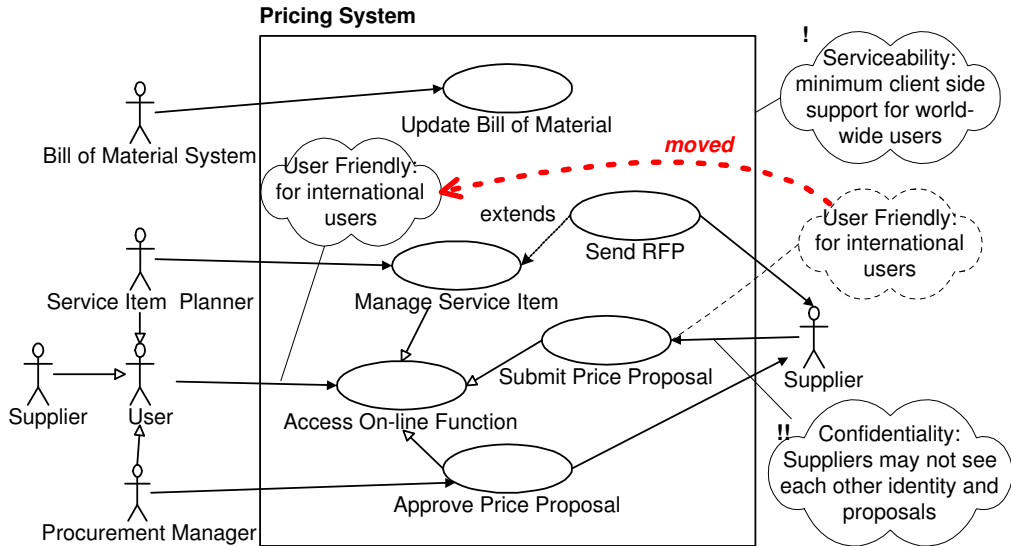 Pricing System
!
Serviceability:
minimum client side
support for world-
wide users
Update Bill of Material
Bill of Material System
User Friendly:
for international
users
moved
extends
Send RFP
User Friendly:
for international
users
Manage Service Item
Service Item Planner
Submit Price Proposal
Supplier
Supplier
User
Access On-line Function
!!
Confidentiality:
Suppliers may not see
each other identity and
proposals
Approve Price Proposal
Procurement Manager